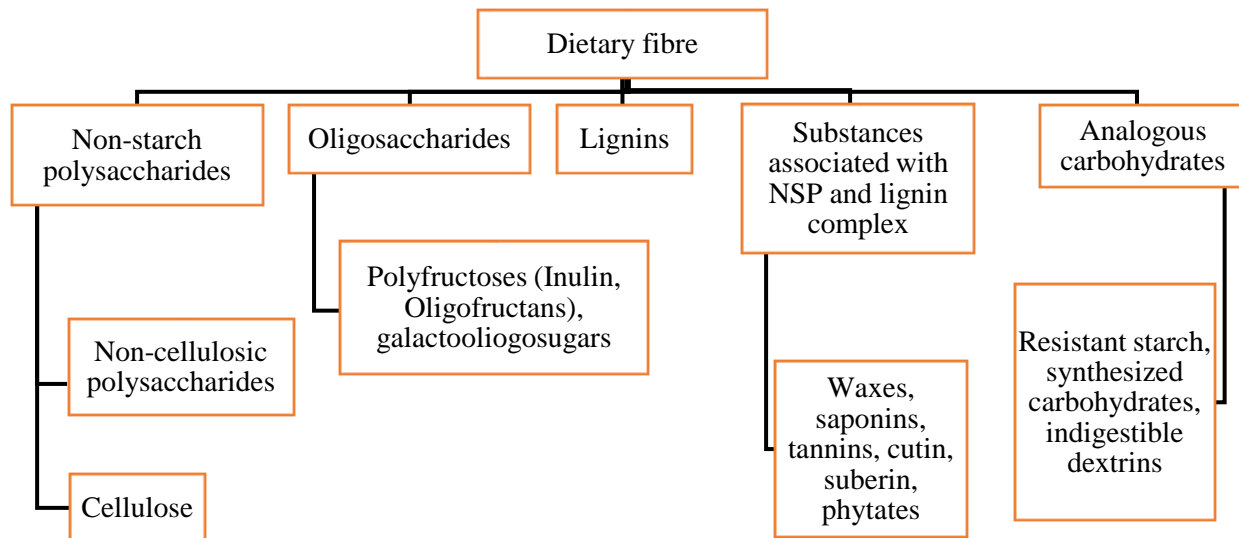 Dietary fibre
Non-starch
polysaccharides
Oligosaccharides
Lignins
Substances
associated with
NSP and lignin
complex
Analogous
carbohydrates
Non-cellulosic
polysaccharides
Cellulose
Polyfructoses (Inulin,
Oligofructans),
galactooliogosugars
Waxes,
saponins,
tannins, cutin,
suberin,
phytates
Resistant starch,
synthesized
carbohydrates,
indigestible
dextrins